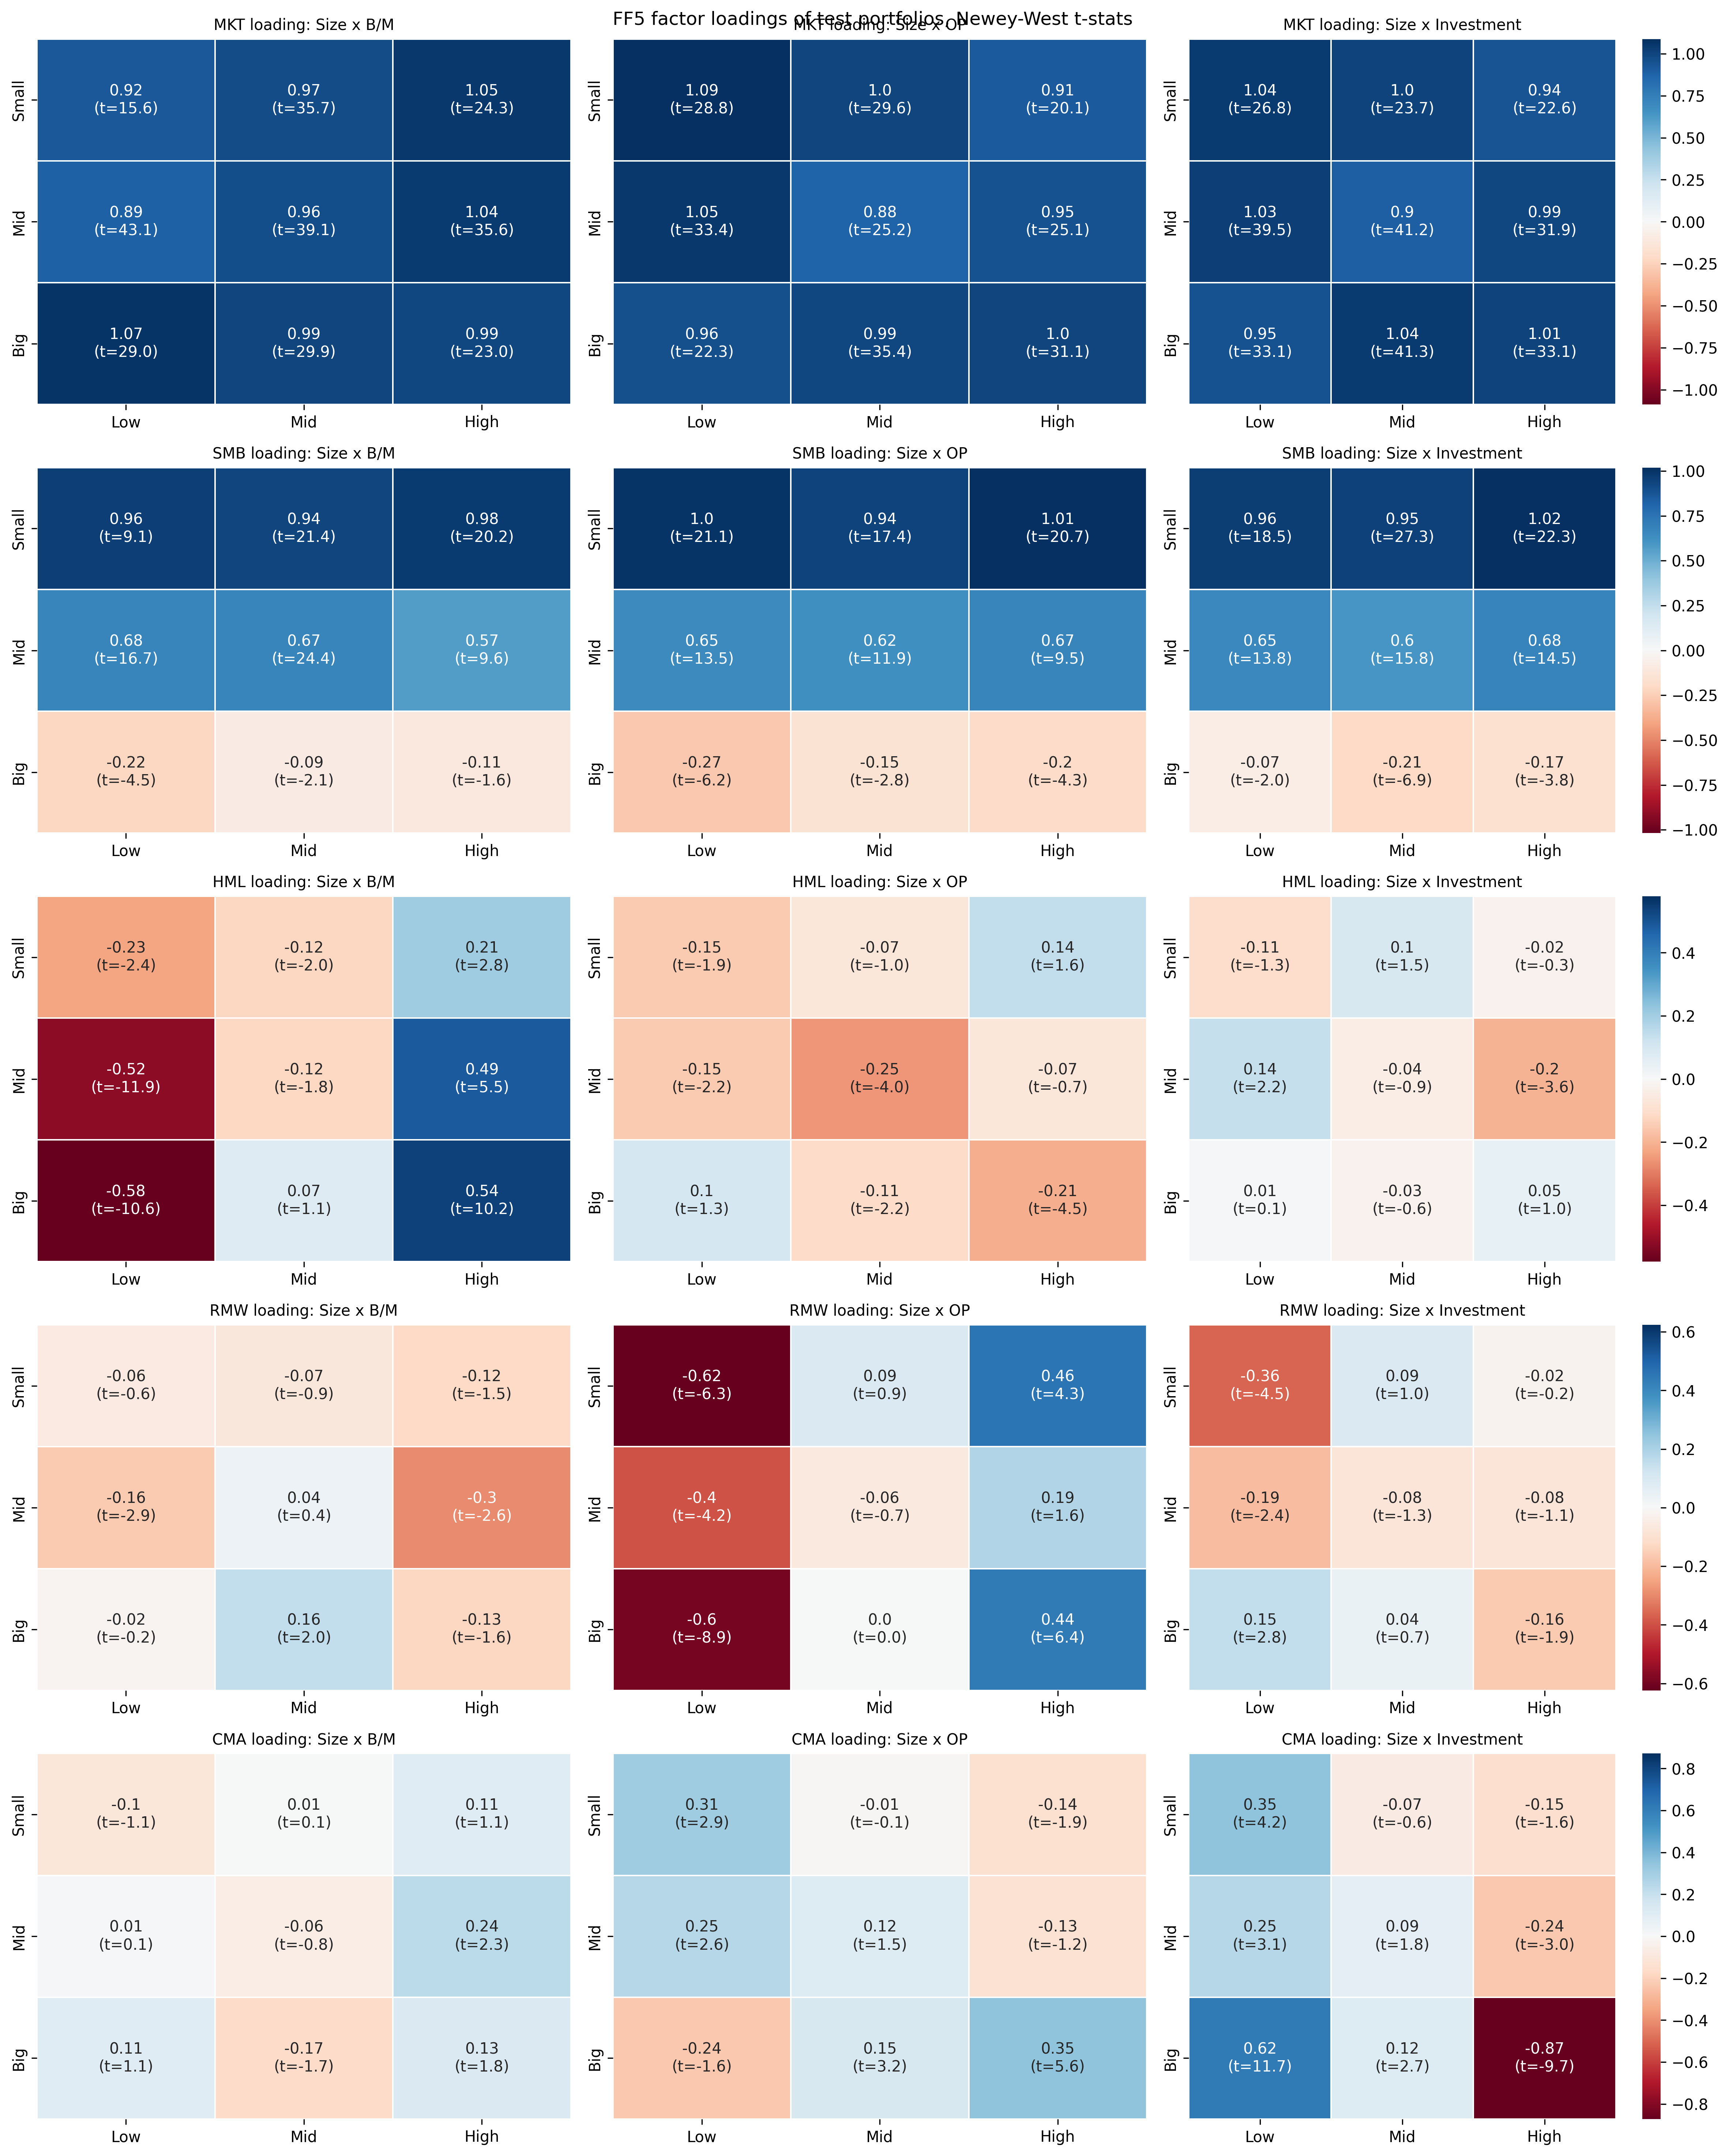 FF5 factor loadings of test portfolios, Newey-West t-stats
MKT loading: Size x B/M
MKT loading: Size x OP
MKT loading: Size x Investment
Small
0.92
(t=15.6)
0.97
(t=35.7)
1.05
(t=24.3)
Small
1.09
(t=28.8)
1.0
(t=29.6)
0.91
(t=20.1)
Small
1.04
(t=26.8)
1.0
(t=23.7)
0.94
(t=22.6)
Mid
0.89
(t=43.1)
0.96
(t=39.1)
1.04
(t=35.6)
Mid
1.05
(t=33.4)
0.88
(t=25.2)
0.95
(t=25.1)
Mid
1.03
(t=39.5)
0.9
(t=41.2)
0.99
(t=31.9)
Big
1.07
(t=29.0)
0.99
(t=29.9)
0.99
(t=23.0)
Big
0.96
(t=22.3)
0.99
(t=35.4)
1.0
(t=31.1)
Big
0.95
(t=33.1)
1.04
(t=41.3)
1.01
(t=33.1)
Low Mid High
Low Mid High
Low Mid High
1.00
0.75
0.50
0.25
0.00
−0.25
−0.50
−0.75
−1.00
SMB loading: Size x B/M
SMB loading: Size x OP
SMB loading: Size x Investment
Small
0.96
(t=9.1)
0.94
(t=21.4)
0.98
(t=20.2)
Small
1.0
(t=21.1)
0.94
(t=17.4)
1.01
(t=20.7)
Small
0.96
(t=18.5)
0.95
(t=27.3)
1.02
(t=22.3)
Mid
0.68
(t=16.7)
0.67
(t=24.4)
0.57
(t=9.6)
Mid
0.65
(t=13.5)
0.62
(t=11.9)
0.67
(t=9.5)
Mid
0.65
(t=13.8)
0.6
(t=15.8)
0.68
(t=14.5)
Big
-0.22
(t=-4.5)
-0.09
(t=-2.1)
-0.11
(t=-1.6)
Big
-0.27
(t=-6.2)
-0.15
(t=-2.8)
-0.2
(t=-4.3)
Big
-0.07
(t=-2.0)
-0.21
(t=-6.9)
-0.17
(t=-3.8)
Low Mid High
Low Mid High
Low Mid High
1.00
0.75
0.50
0.25
0.00
−0.25
−0.50
−0.75
−1.00
HML loading: Size x B/M
HML loading: Size x OP
HML loading: Size x Investment
Small
-0.23
(t=-2.4)
-0.12
(t=-2.0)
0.21
(t=2.8)
Small
-0.15
(t=-1.9)
-0.07
(t=-1.0)
0.14
(t=1.6)
Small
-0.11
(t=-1.3)
0.1
(t=1.5)
-0.02
(t=-0.3)
Mid
-0.52
(t=-11.9)
-0.12
(t=-1.8)
0.49
(t=5.5)
Mid
-0.15
(t=-2.2)
-0.25
(t=-4.0)
-0.07
(t=-0.7)
Mid
0.14
(t=2.2)
-0.04
(t=-0.9)
-0.2
(t=-3.6)
Big
-0.58
(t=-10.6)
0.07
(t=1.1)
0.54
(t=10.2)
Big
0.1
(t=1.3)
-0.11
(t=-2.2)
-0.21
(t=-4.5)
Big
0.01
(t=0.1)
-0.03
(t=-0.6)
0.05
(t=1.0)
Low Mid High
Low Mid High
Low Mid High
0.4
0.2
0.0
−0.2
−0.4
RMW loading: Size x B/M
RMW loading: Size x OP
RMW loading: Size x Investment
Small
-0.06
(t=-0.6)
-0.07
(t=-0.9)
-0.12
(t=-1.5)
Small
-0.62
(t=-6.3)
0.09
(t=0.9)
0.46
(t=4.3)
Small
-0.36
(t=-4.5)
0.09
(t=1.0)
-0.02
(t=-0.2)
Mid
-0.16
(t=-2.9)
0.04
(t=0.4)
-0.3
(t=-2.6)
Mid
-0.4
(t=-4.2)
-0.06
(t=-0.7)
0.19
(t=1.6)
Mid
-0.19
(t=-2.4)
-0.08
(t=-1.3)
-0.08
(t=-1.1)
Big
-0.02
(t=-0.2)
0.16
(t=2.0)
-0.13
(t=-1.6)
Big
-0.6
(t=-8.9)
0.0
(t=0.0)
0.44
(t=6.4)
Big
0.15
(t=2.8)
0.04
(t=0.7)
-0.16
(t=-1.9)
Low Mid High
Low Mid High
Low Mid High
0.6
0.4
0.2
0.0
−0.2
−0.4
−0.6
CMA loading: Size x B/M
CMA loading: Size x OP
CMA loading: Size x Investment
Small
-0.1
(t=-1.1)
0.01
(t=0.1)
0.11
(t=1.1)
Small
0.31
(t=2.9)
-0.01
(t=-0.1)
-0.14
(t=-1.9)
Small
0.35
(t=4.2)
-0.07
(t=-0.6)
-0.15
(t=-1.6)
Mid
0.01
(t=0.1)
-0.06
(t=-0.8)
0.24
(t=2.3)
Mid
0.25
(t=2.6)
0.12
(t=1.5)
-0.13
(t=-1.2)
Mid
0.25
(t=3.1)
0.09
(t=1.8)
-0.24
(t=-3.0)
Big
0.11
(t=1.1)
-0.17
(t=-1.7)
0.13
(t=1.8)
Big
-0.24
(t=-1.6)
0.15
(t=3.2)
0.35
(t=5.6)
Big
0.62
(t=11.7)
0.12
(t=2.7)
-0.87
(t=-9.7)
Low Mid High
Low Mid High
Low Mid High
0.8
0.6
0.4
0.2
0.0
−0.2
−0.4
−0.6
−0.8